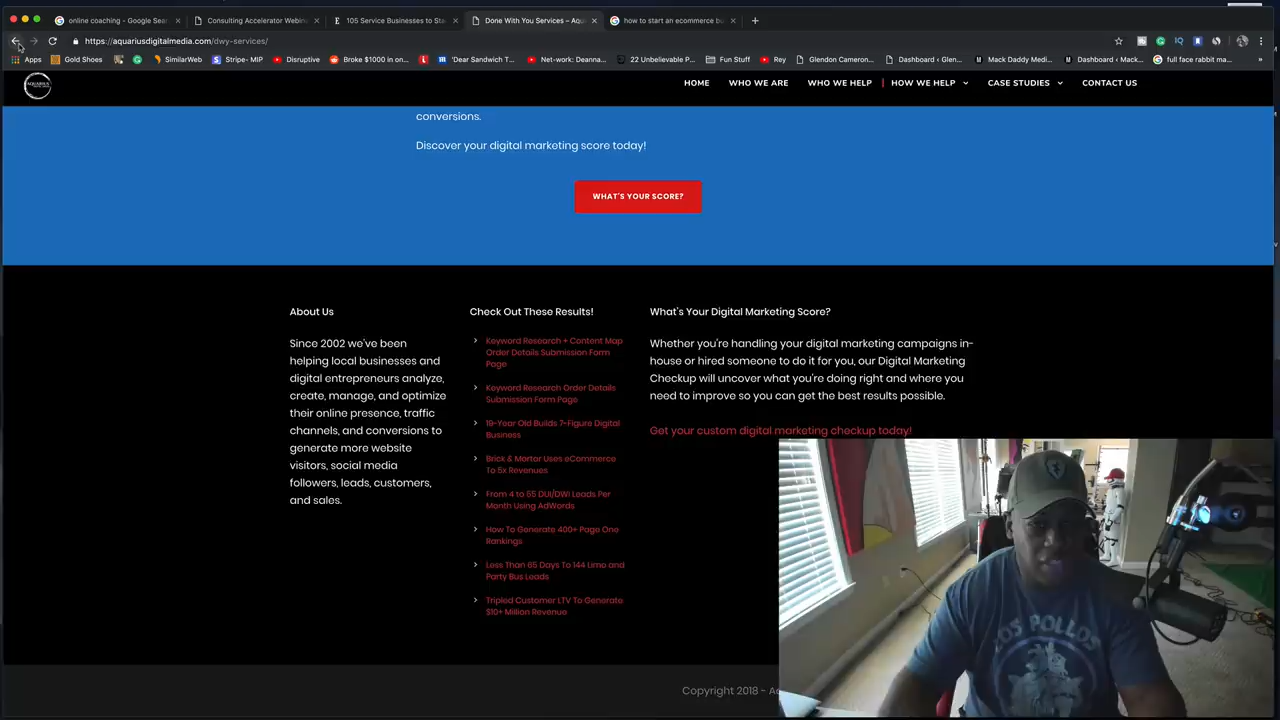 online coaching - Google Sear
Consulting Accelerator Webin
105 Service Businesses to Sta
Done With You Services – Aqu
how to start an ecommerce bu
https://aquariusdigitalmedia.com/dwy-services/
Apps
Gold Shoes
SimilarWeb
Stripe- MIP
Disruptive
Broke $1000 in on...
'Dear Sandwich T...
Net-work: Deanna...
22 Unbelievable P...
Fun Stuff
Rey
Glendon Cameron...
Dashboard ‹ Glen...
Mack Daddy Medi...
Dashboard ‹ Mack...
full face rabbit ma...
»
AQUARIUS
HOME
WHO WE ARE
WHO WE HELP
HOW WE HELP
CASE STUDIES
CONTACT US
conversions.
Discover your digital marketing score today!
WHAT'S YOUR SCORE?
About Us
Since 2002 we've been
helping local businesses and
digital entrepreneurs analyze,
create, manage, and optimize
their online presence, traffic
channels, and conversions to
generate more website
visitors, social media
followers, leads, customers,
and sales.
Check Out These Results!
Keyword Research + Content Map
Order Details Submission Form
Page
Keyword Research Order Details
Submission Form Page
19-Year Old Builds 7-Figure Digital
Business
Brick & Mortar Uses eCommerce
To 5x Revenues
From 4 to 65 DUI/DWI Leads Per
Month Using AdWords
How To Generate 400+ Page One
Rankings
Less Than 65 Days To 144 Limo and
Party Bus Leads
Tripled Customer LTV To Generate
$10+ Million Revenue
What's Your Digital Marketing Score?
Whether you're handling your digital marketing campaigns in-
house or hired someone to do it for you, our Digital Marketing
Checkup will uncover what you're doing right and where you
need to improve so you can get the best results possible.
Get your custom digital marketing checkup today!
LOS POLLOS
Copyright 2018 -